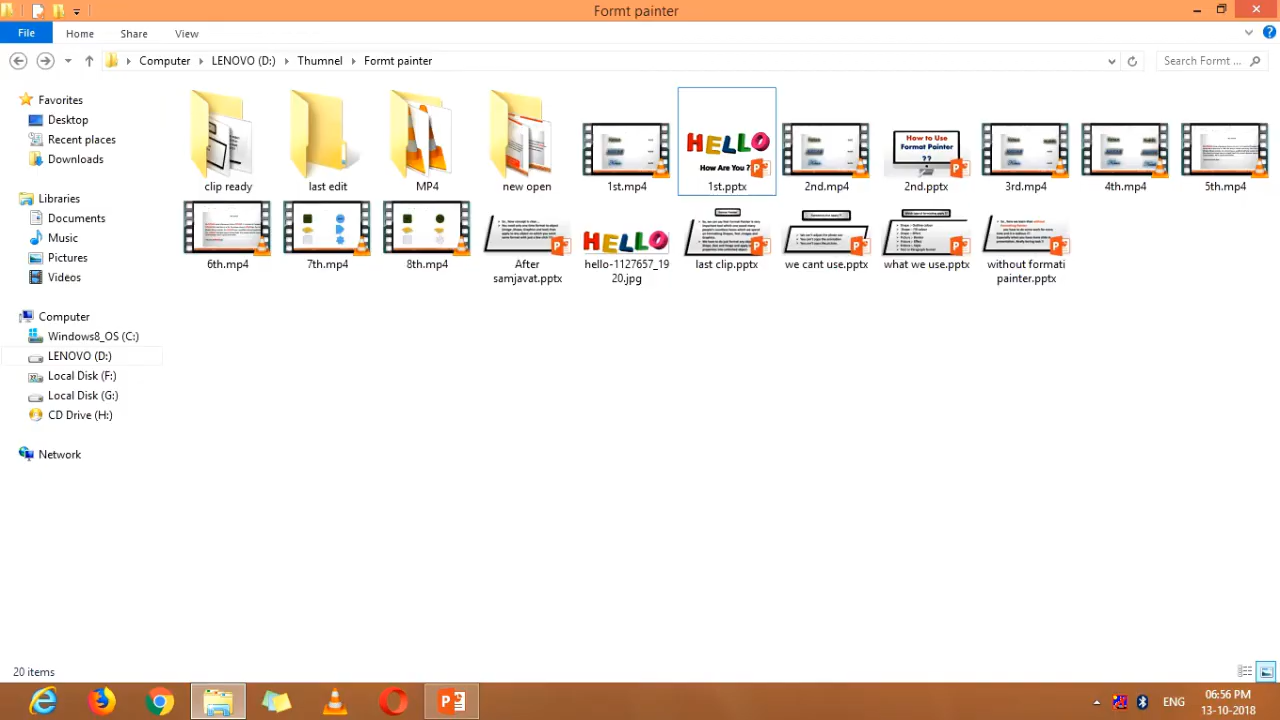 Formt painter
File Home Share View
Computer LENOVO (D:) Thumnel Formt painter
Search Formt ...
Favorites
Desktop
Recent places
Downloads
Libraries
Documents
Music
Pictures
Videos
Computer
Windows8_OS (C:)
LENOVO (D:)
Local Disk (F:)
Local Disk (G:)
CD Drive (H:)
Network
HELLO
How Are You ??
How to Use
Format Painter
??
clip ready last edit MP4 new open 1st.mp4 1st.pptx 2nd.mp4 2nd.pptx 3rd.mp4 4th.mp4 5th.mp4
HELLO
6th.mp4 7th.mp4 8th.mp4 After hello-1127657_19 last clip.pptx we cant use.pptx what we use.pptx without formati
samjavat.pptx 20.jpg painter.pptx
20 items
ENG
06:56 PM
13-10-2018